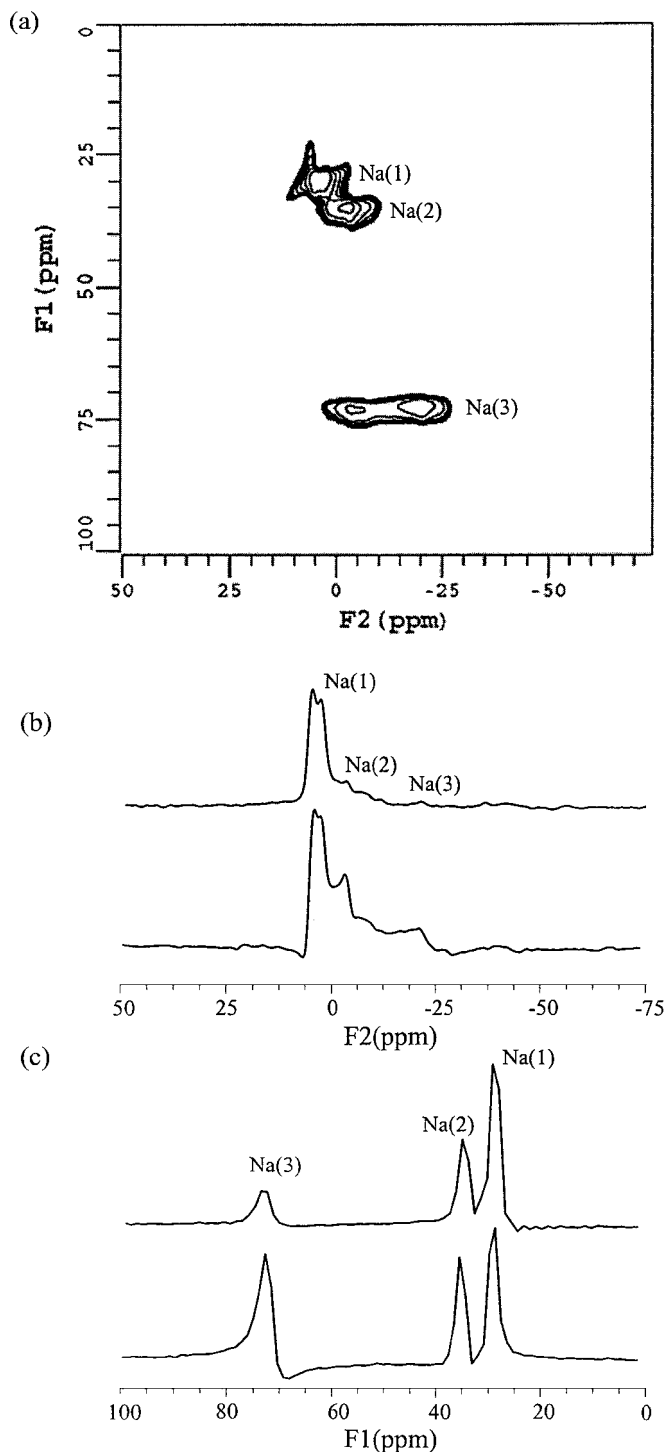 (a)
0
25
50
75
100
F1(ppm)
Na(1)
Na(2)
Na(3)
50 25 0 -25 -50
F2(ppm)
(b)
Na(1)
Na(2)
Na(3)
50 25 0 -25 -50 -75
F2(ppm)
(c)
Na(1)
Na(2)
Na(3)
100 80 60 40 20 0
F1(ppm)